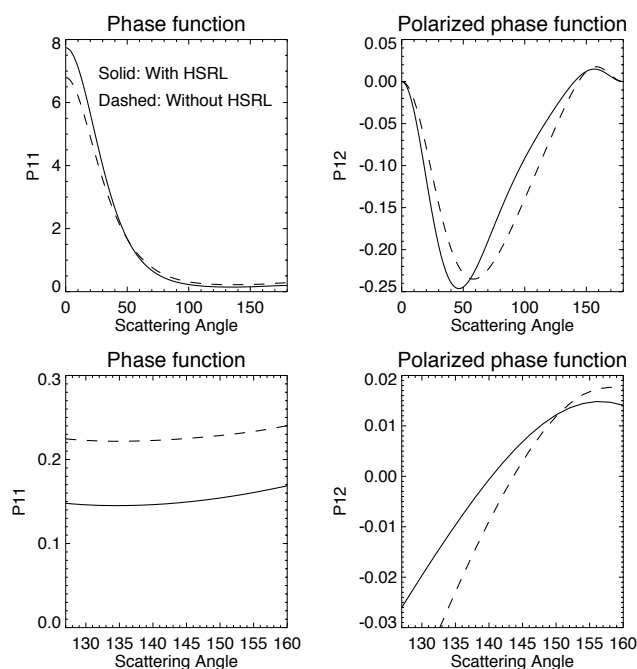 Phase function
8
6
4
2
0
P11
Solid: With HSRL
Dashed: Without HSRL
0 50 100 150
Scattering Angle
Polarized phase function
0.05
0.00
-0.05
-0.10
-0.15
-0.20
-0.25
P12
0 50 100 150
Scattering Angle
Phase function
0.3
0.2
0.1
0.0
P11
130 135 140 145 150 155 160
Scattering Angle
Polarized phase function
0.02
0.01
0.00
-0.01
-0.02
-0.03
P12
130 135 140 145 150 155 160
Scattering Angle